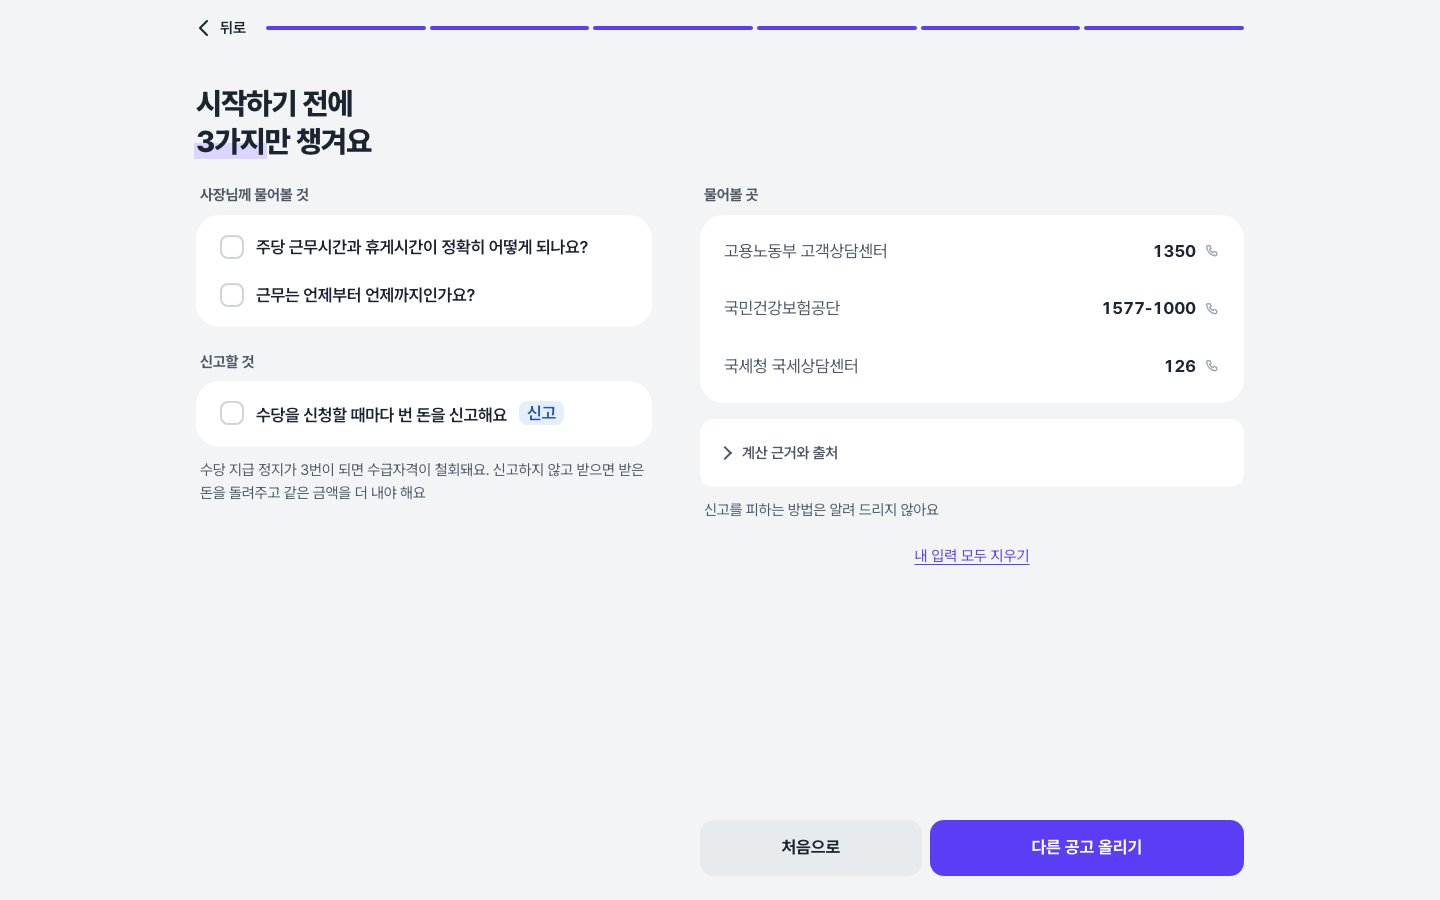 뒤로
시작하기 전에
3가지만 챙겨요
사장님께 물어볼 것
주당 근무시간과 휴게시간이 정확히 어떻게 되나요?
근무는 언제부터 언제까지인가요?
신고할 것
수당을 신청할 때마다 번 돈을 신고해요 신고
수당 지급 정지가 3번이 되면 수급자격이 철회돼요. 신고하지 않고 받으면 받은
돈을 돌려주고 같은 금액을 더 내야 해요
물어볼 곳
고용노동부 고객상담센터 1350
국민건강보험공단 1577-1000
국세청 국세상담센터 126
계산 근거와 출처
신고를 피하는 방법은 알려 드리지 않아요
내 입력 모두 지우기
처음으로
다른 공고 올리기